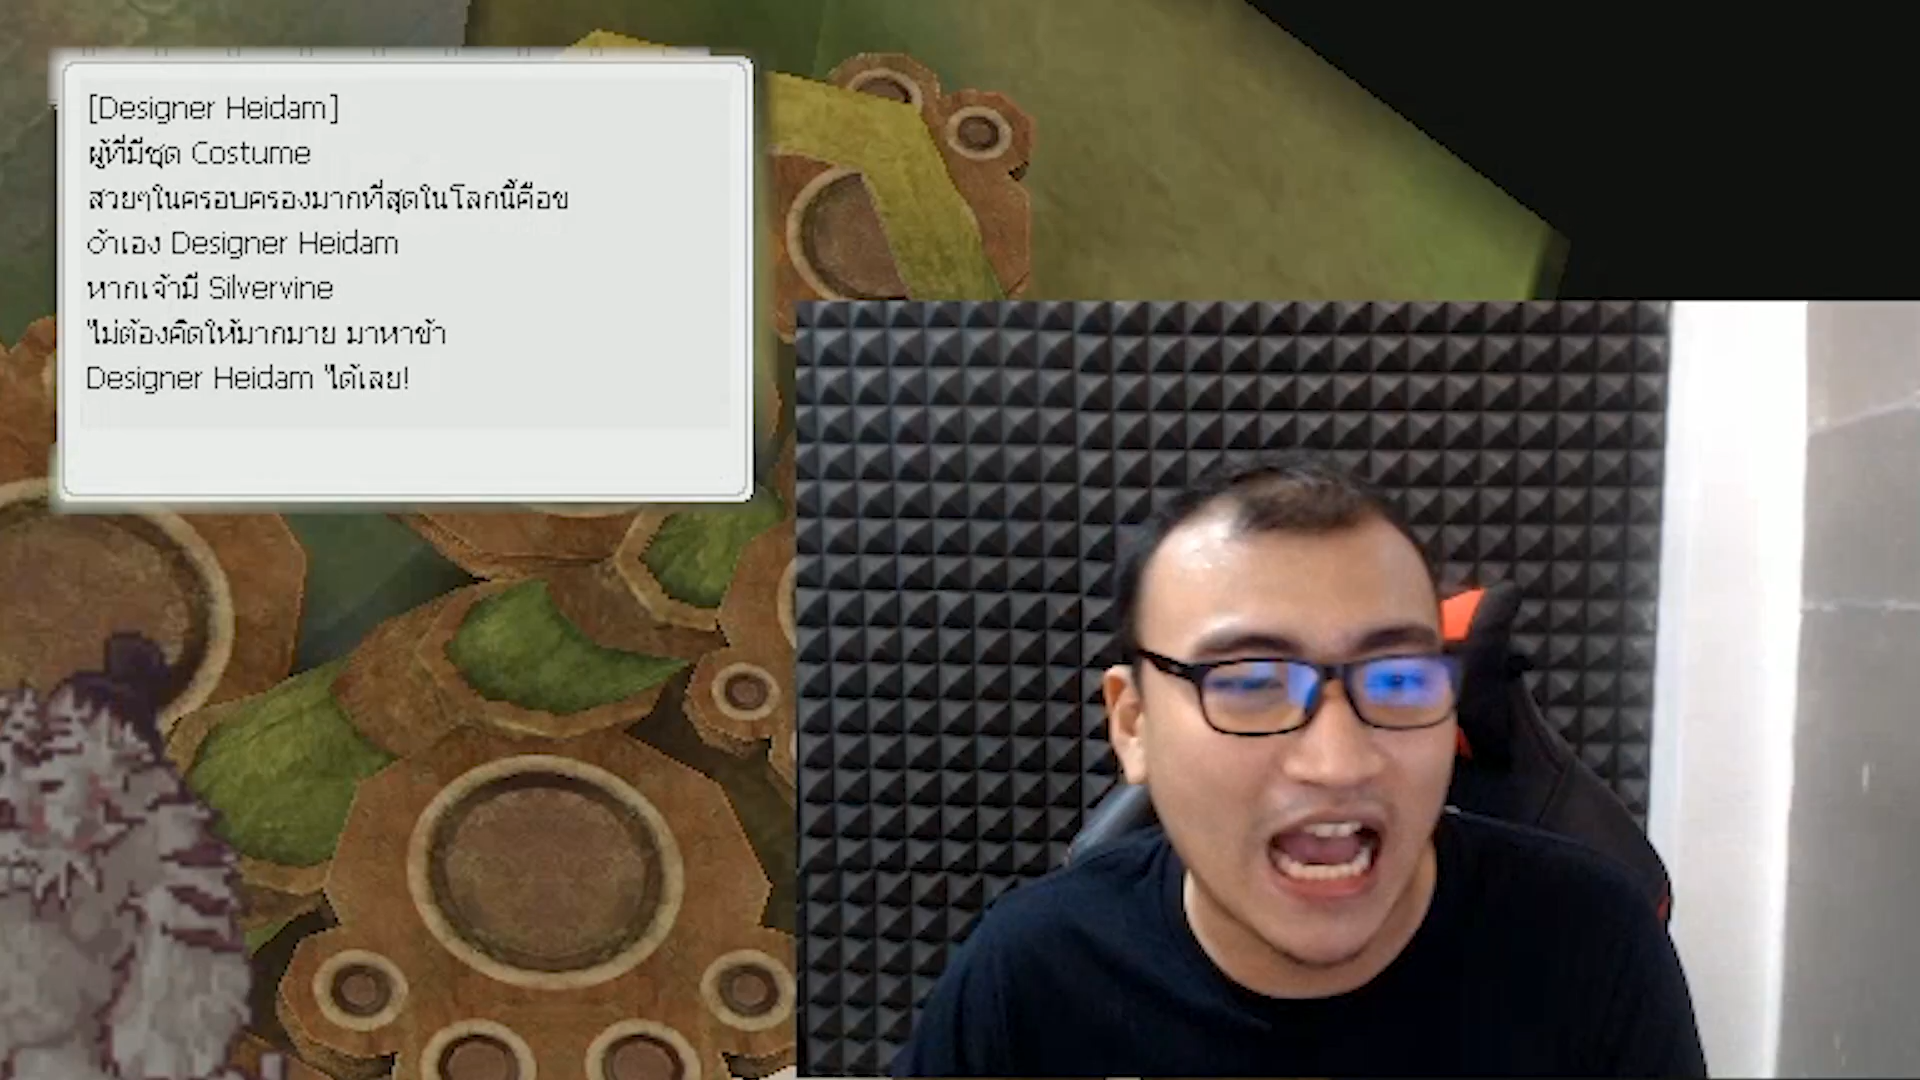 [Designer Heidam]
ผู้ที่มีชุด Costume
สวยๆในครอบครองมากที่สุดในโลกนี้คือข
้าเอง Designer Heidam
หากเจ้ามี Silvervine
ไม่ต้องคิดให้มากมาย มาหาข้า
Designer Heidam ได้เลย!